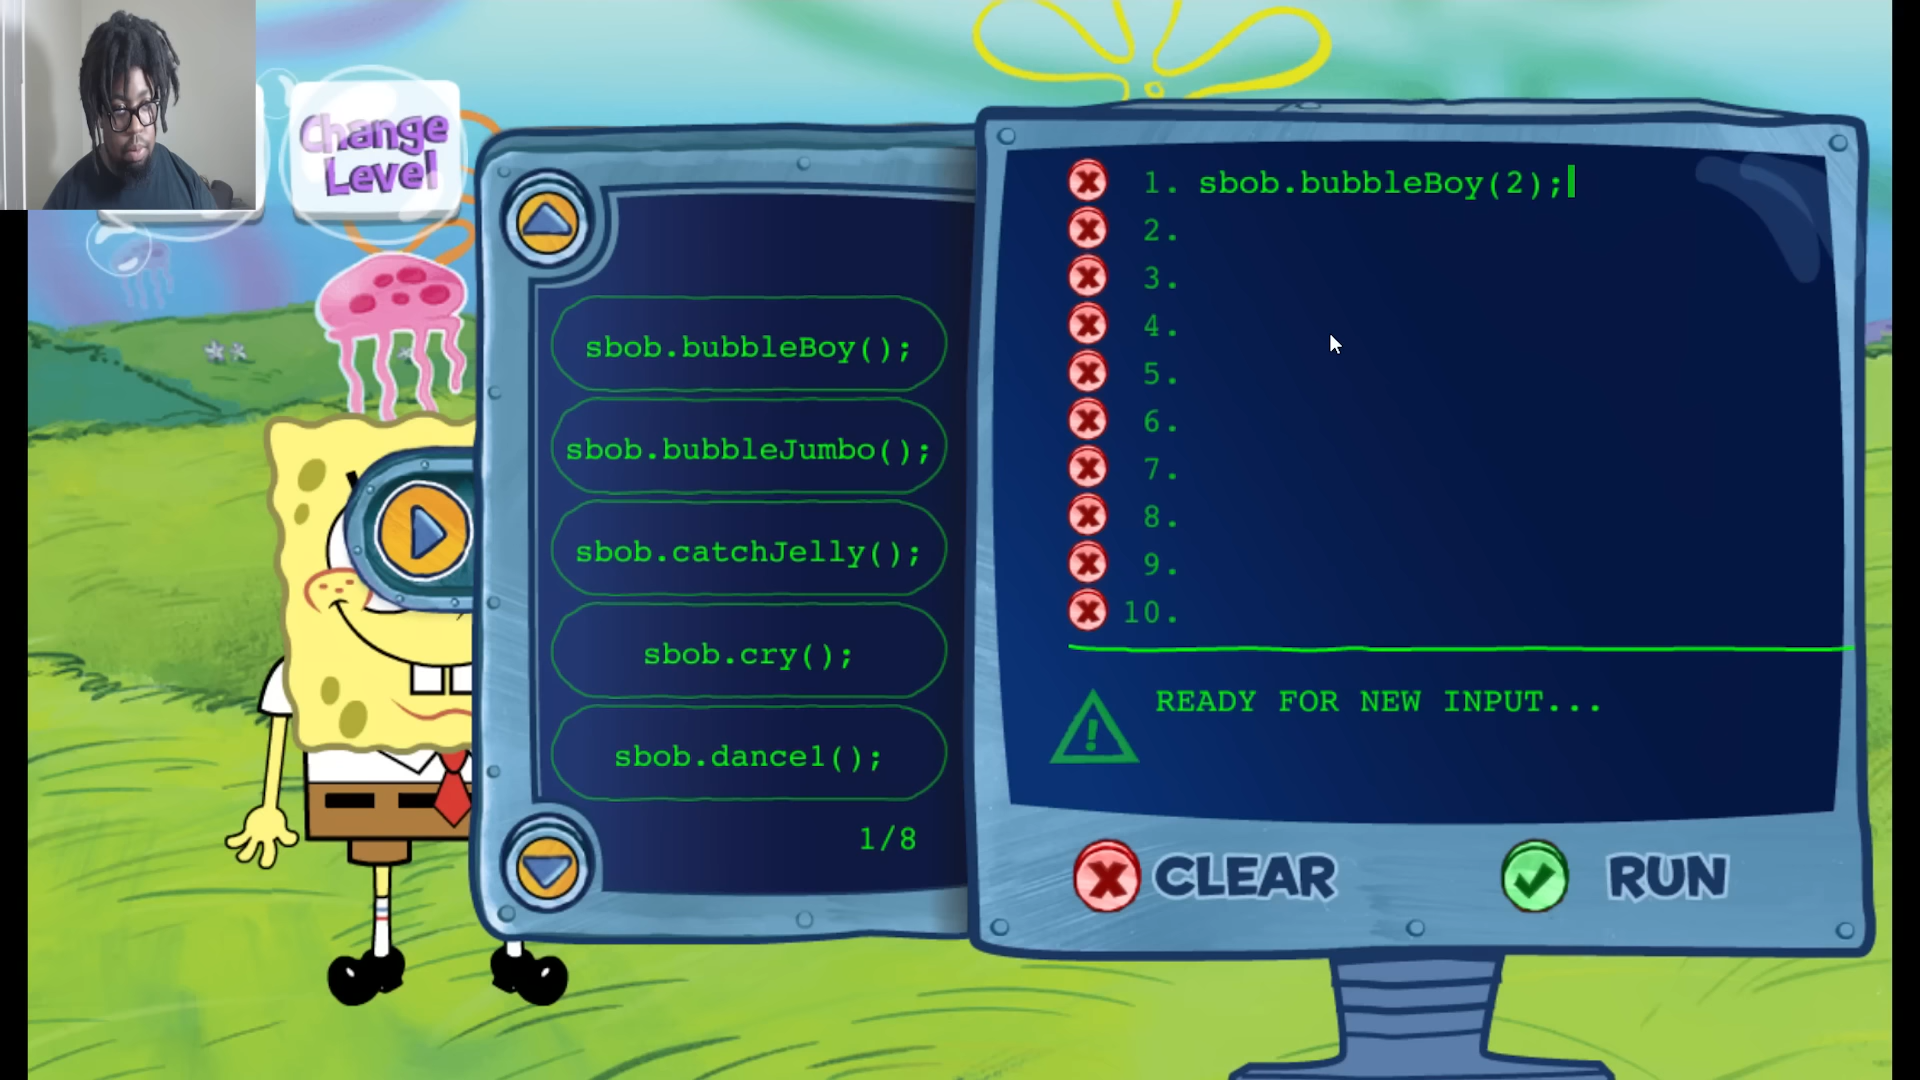 Change
Level
sbob.bubbleBoy();
sbob.bubbleJumbo();
sbob.catchJelly();
sbob.cry();
sbob.dance1();
1/8
1. sbob.bubbleBoy(2);
2.
3.
4.
5.
6.
7.
8.
9.
10.
READY FOR NEW INPUT...
CLEAR
RUN